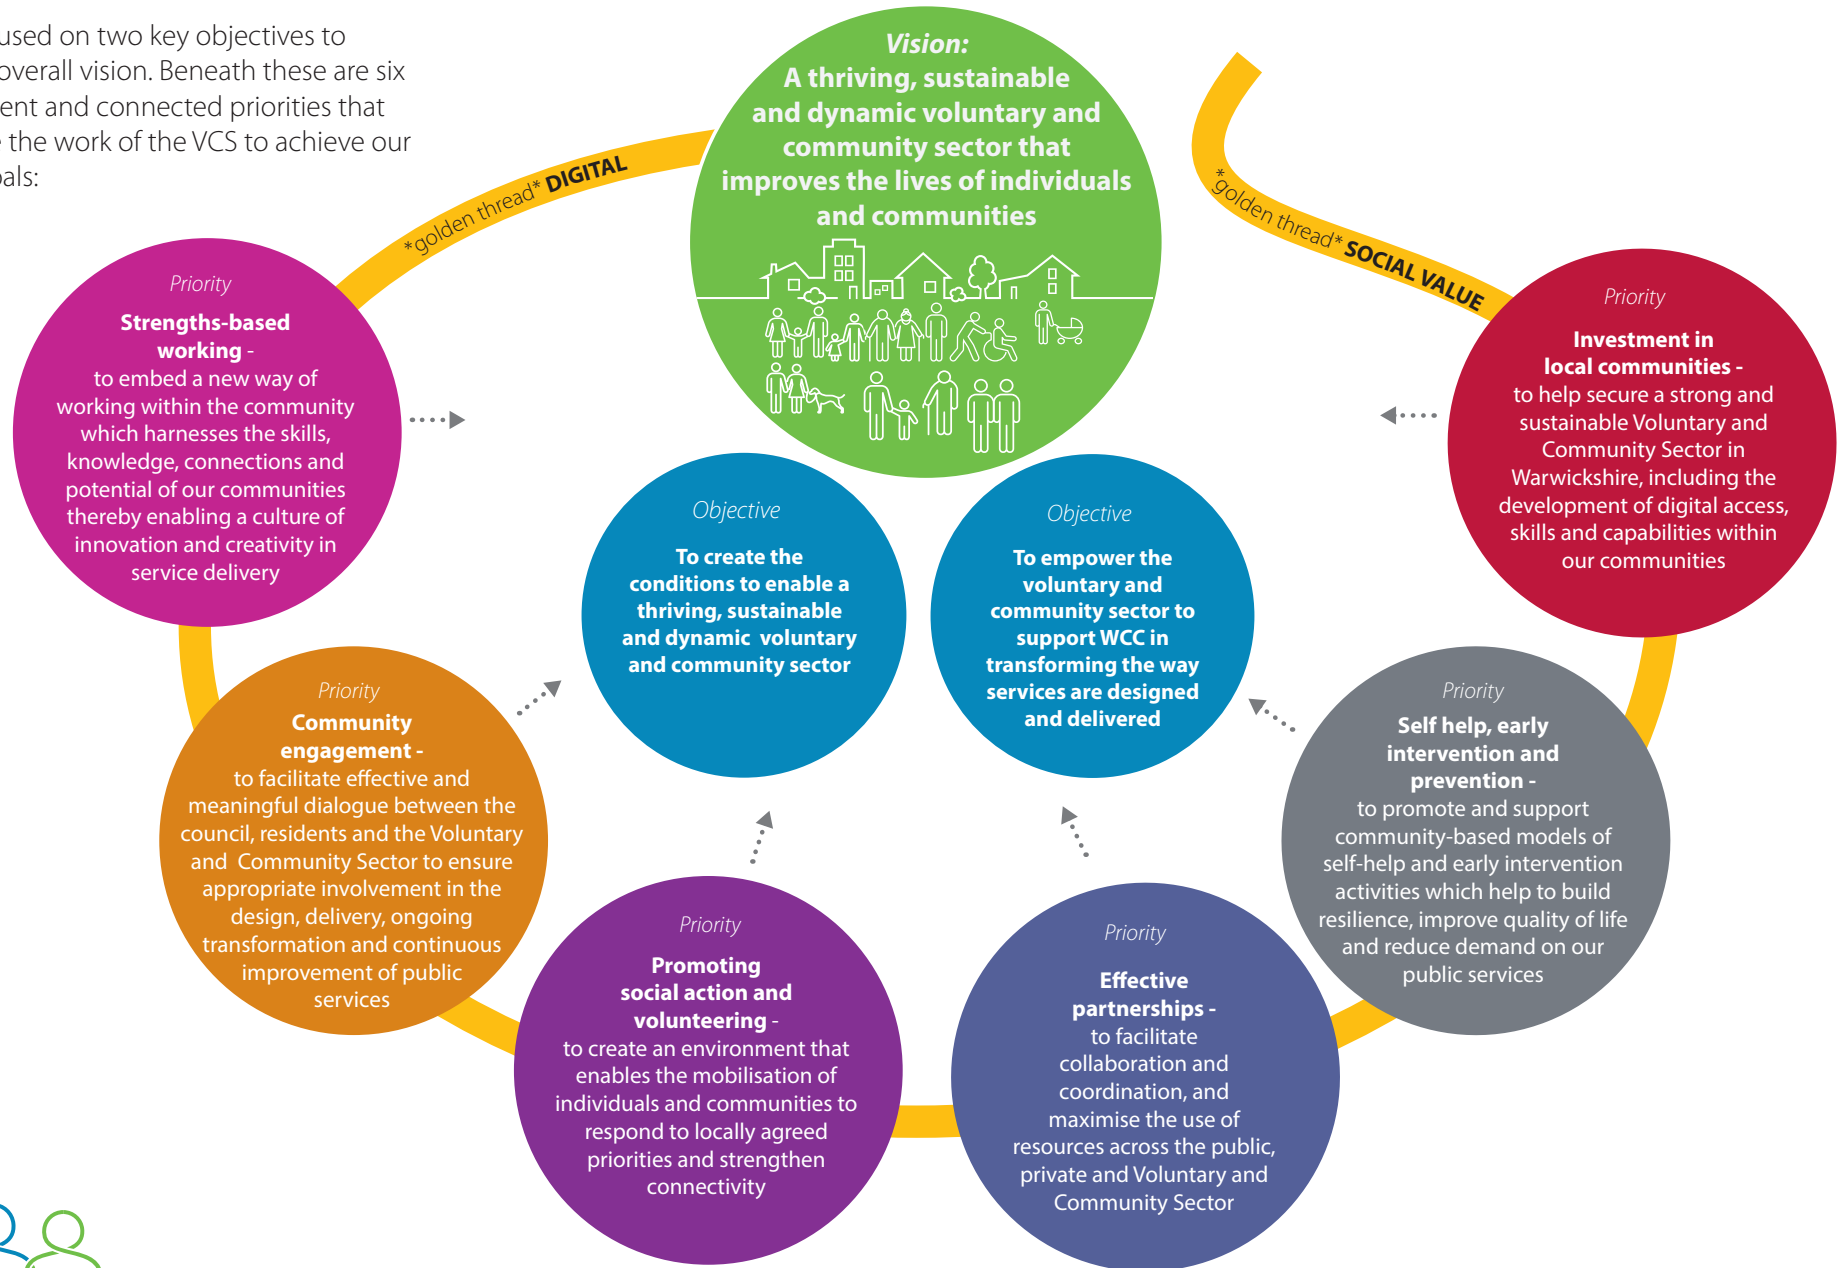 used on two key objectives to
overall vision. Beneath these are six
ent and connected priorities that
e the work of the VCS to achieve our
oals:
Vision:
A thriving, sustainable
and dynamic voluntary and
community sector that
improves the lives of individuals
and communities
*golden thread* DIGITAL
*golden thread* SOCIAL VALUE
Priority
Strengths-based
working -
to embed a new way of
working within the community
which harnesses the skills,
knowledge, connections and
potential of our communities
thereby enabling a culture of
innovation and creativity in
service delivery
Priority
Investment in
local communities -
to help secure a strong and
sustainable Voluntary and
Community Sector in
Warwickshire, including the
development of digital access,
skills and capabilities within
our communities
Objective
To create the
conditions to enable a
thriving, sustainable
and dynamic voluntary
and community sector
Objective
To empower the
voluntary and
community sector to
support WCC in
transforming the way
services are designed
and delivered
Priority
Community
engagement -
to facilitate effective and
meaningful dialogue between the
council, residents and the Voluntary
and Community Sector to ensure
appropriate involvement in the
design, delivery, ongoing
transformation and continuous
improvement of public
services
Priority
Self help, early
intervention and
prevention -
to promote and support
community-based models of
self-help and early intervention
activities which help to build
resilience, improve quality of life
and reduce demand on our
public services
Priority
Promoting
social action and
volunteering -
to create an environment that
enables the mobilisation of
individuals and communities to
respond to locally agreed
priorities and strengthen
connectivity
Priority
Effective
partnerships -
to facilitate
collaboration and
coordination, and
maximise the use of
resources across the public,
private and Voluntary and
Community Sector